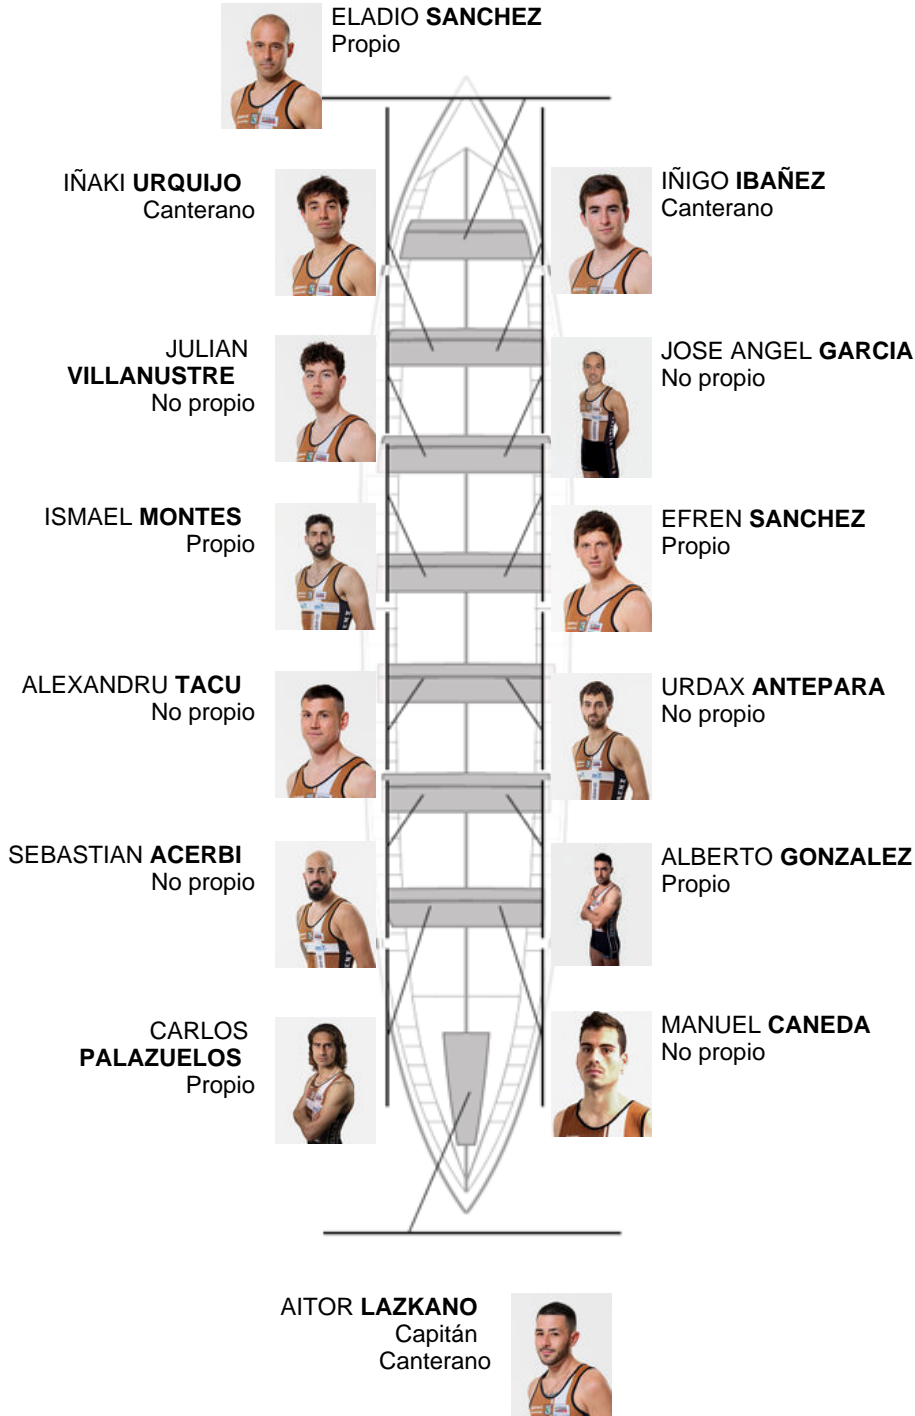 ELADIO SANCHEZ
Propio
IÑAKI URQUIJO
Canterano
IÑIGO IBAÑEZ
Canterano
JULIAN
VILLANUSTRE
No propio
JOSE ANGEL GARCIA
No propio
ISMAEL MONTES
Propio
EFREN SANCHEZ
Propio
ALEXANDRU TACU
No propio
URDAX ANTEPARA
No propio
SEBASTIAN ACERBI
No propio
ALBERTO GONZALEZ
Propio
CARLOS
PALAZUELOS
Propio
MANUEL CANEDA
No propio
AITOR LAZKANO
Capitán
Canterano